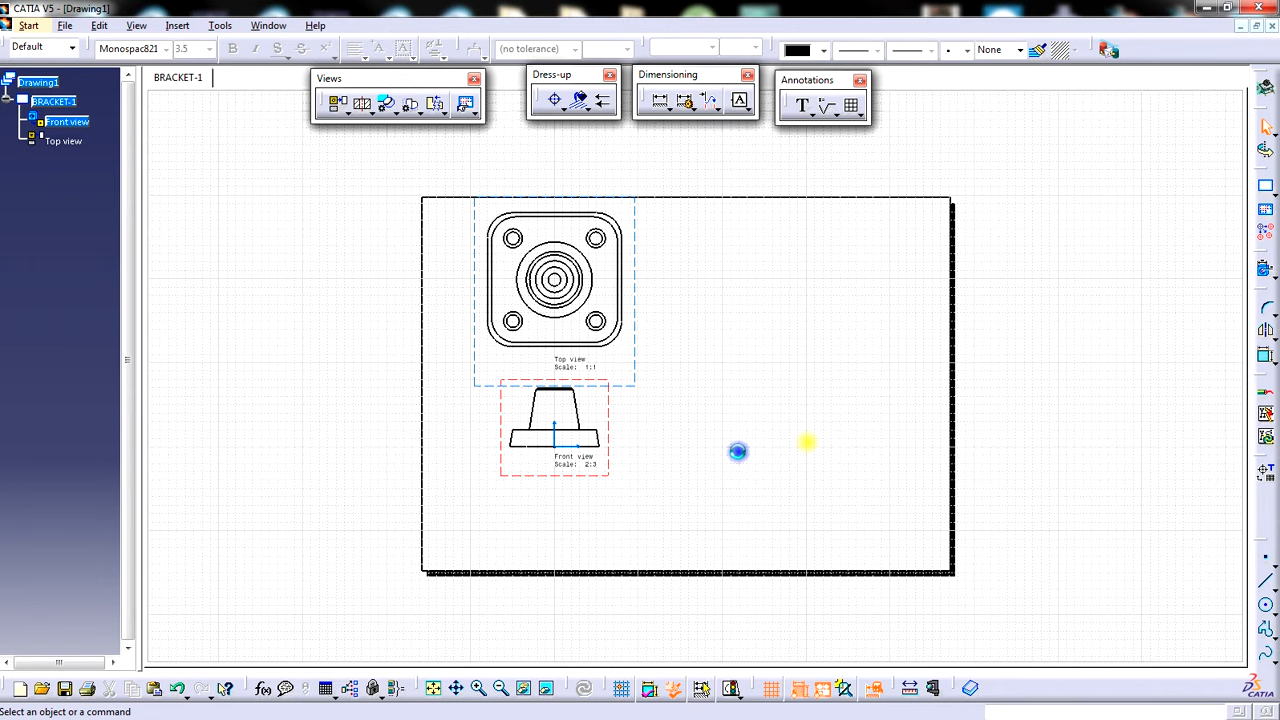 CATIA V5 - [Drawing1]
Start File Edit View Insert Tools Window Help
Default Monospac821 3.5 B I S S (no tolerance) None
BRACKET-1
Views Dress-up Dimensioning Annotations
Drawing1
BRACKET-1
Front view
Top view
Top view
Scale: 1:1
Front view
Scale: 2:3
CATIA
Select an object or a command